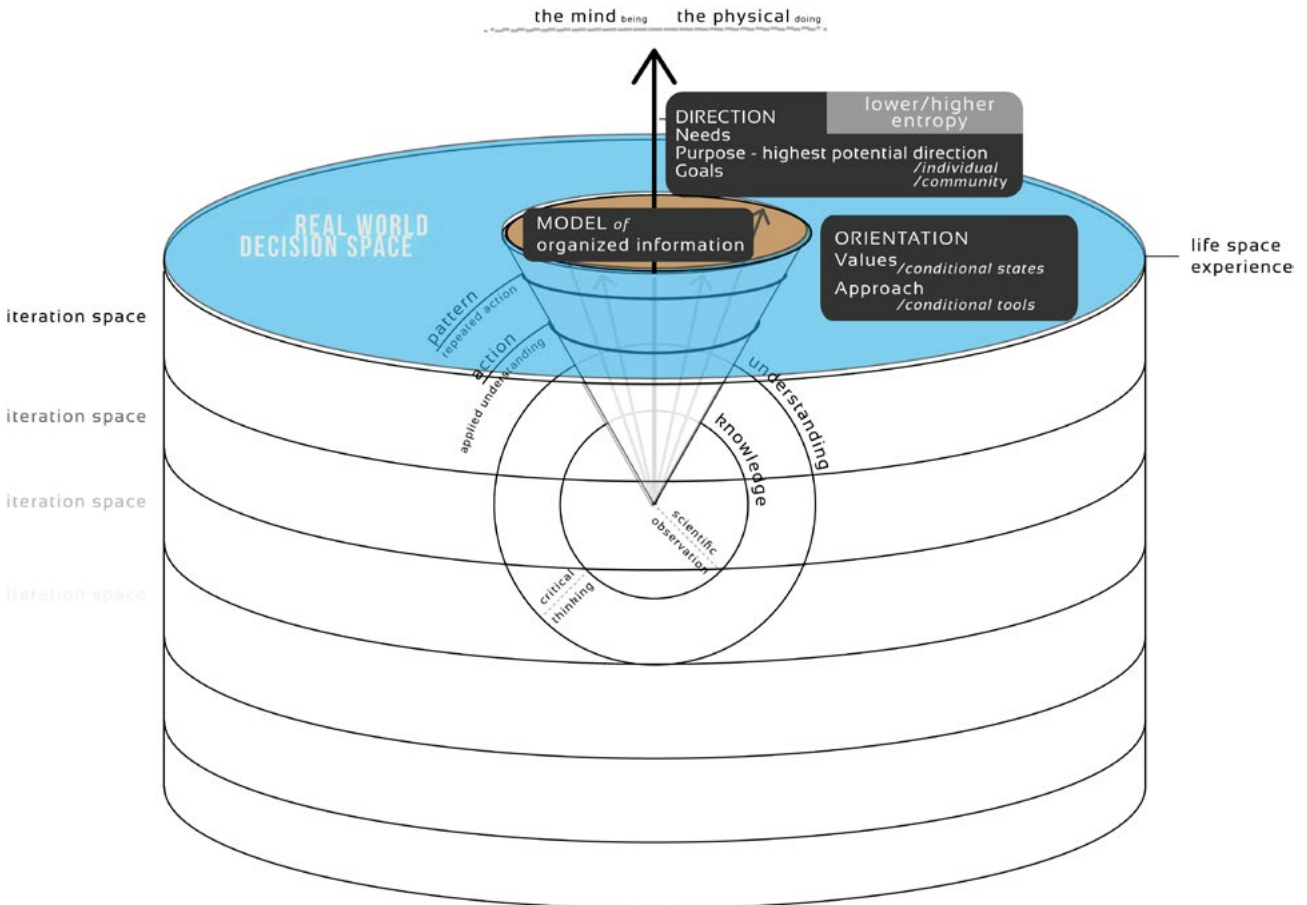 the mind being the physical doing
DIRECTION
lower/higher
entropy
Needs
Purpose - highest potential direction
Goals
/individual
/community
REAL WORLD
DECISION SPACE
MODEL of
organized information
ORIENTATION
Values
/conditional states
Approach
/conditional tools
life space
experience
iteration space
iteration space
iteration space
iteration space
pattern
repeated action
action
applied understanding
understanding
knowledge
scientific
observation
critical
thinking